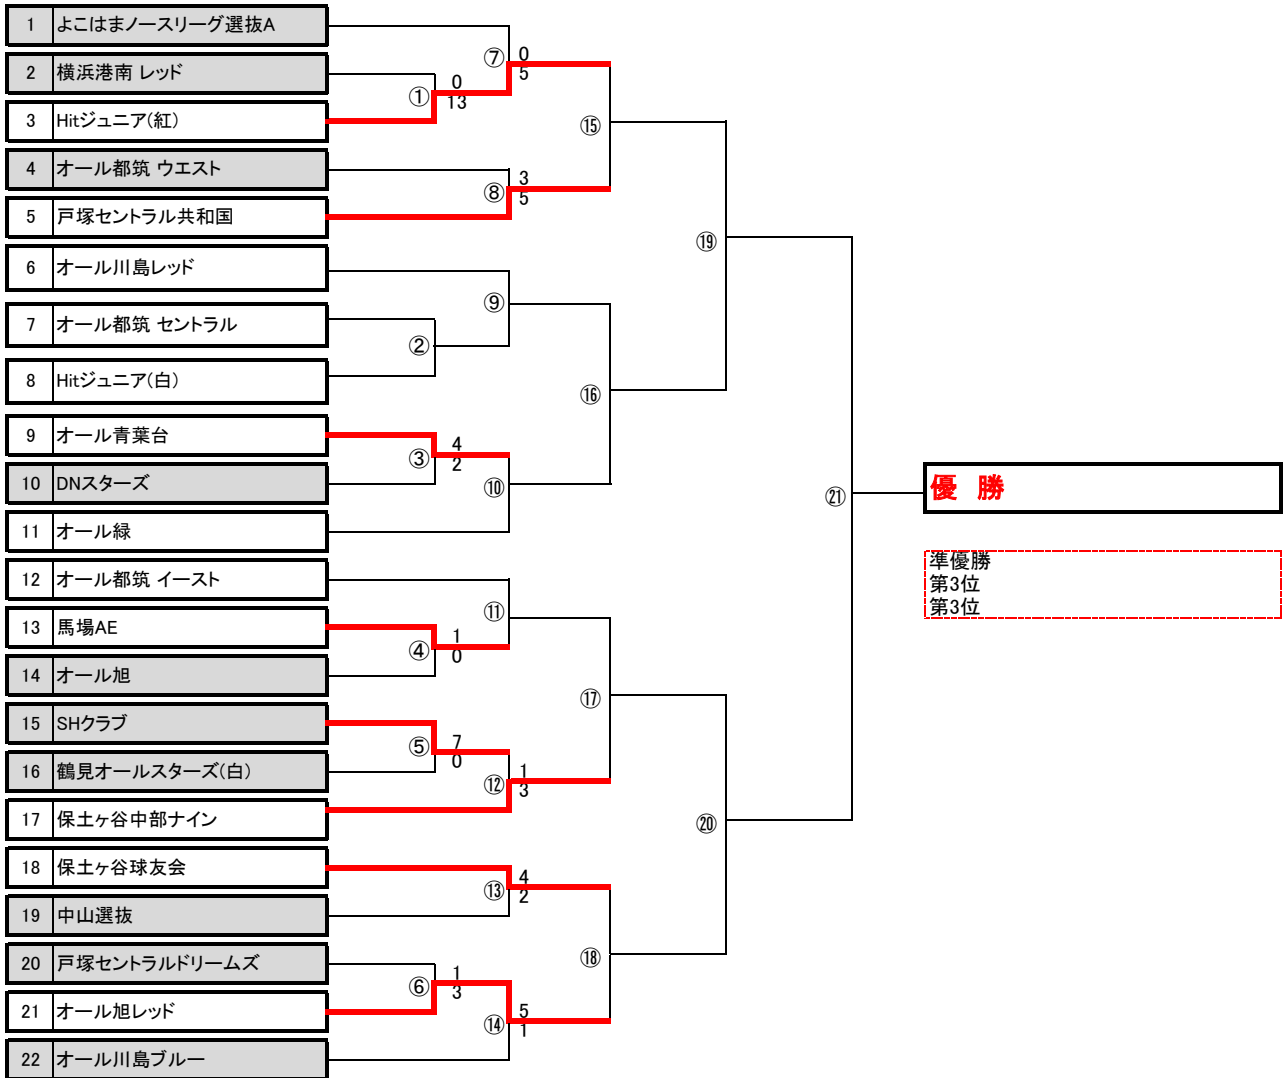 1 よこはまノースリーグ選抜A
2 横浜港南 レッド
3 Hitジュニア(紅)
4 オール都筑 ウエスト
5 戸塚セントラル共和国
6 オール川島レッド
7 オール都筑 セントラル
8 Hitジュニア(白)
9 オール青葉台
10 DNスターズ
11 オール緑
12 オール都筑 イースト
13 馬場AE
14 オール旭
15 SHクラブ
16 鶴見オールスターズ(白)
17 保土ヶ谷中部ナイン
18 保土ヶ谷球友会
19 中山選抜
20 戸塚セントラルドリームズ
21 オール旭レッド
22 オール川島ブルー
① 0
13
② 
③ 4
2
④ 1
0
⑤ 7
0
⑥ 1
3
⑦ 0
5
⑧ 3
5
⑨
⑩
⑪
⑫ 1
3
⑬ 4
2
⑭ 5
1
⑮
⑯
⑰
⑱
⑲
⑳
㉑
優 勝
準優勝
第3位
第3位